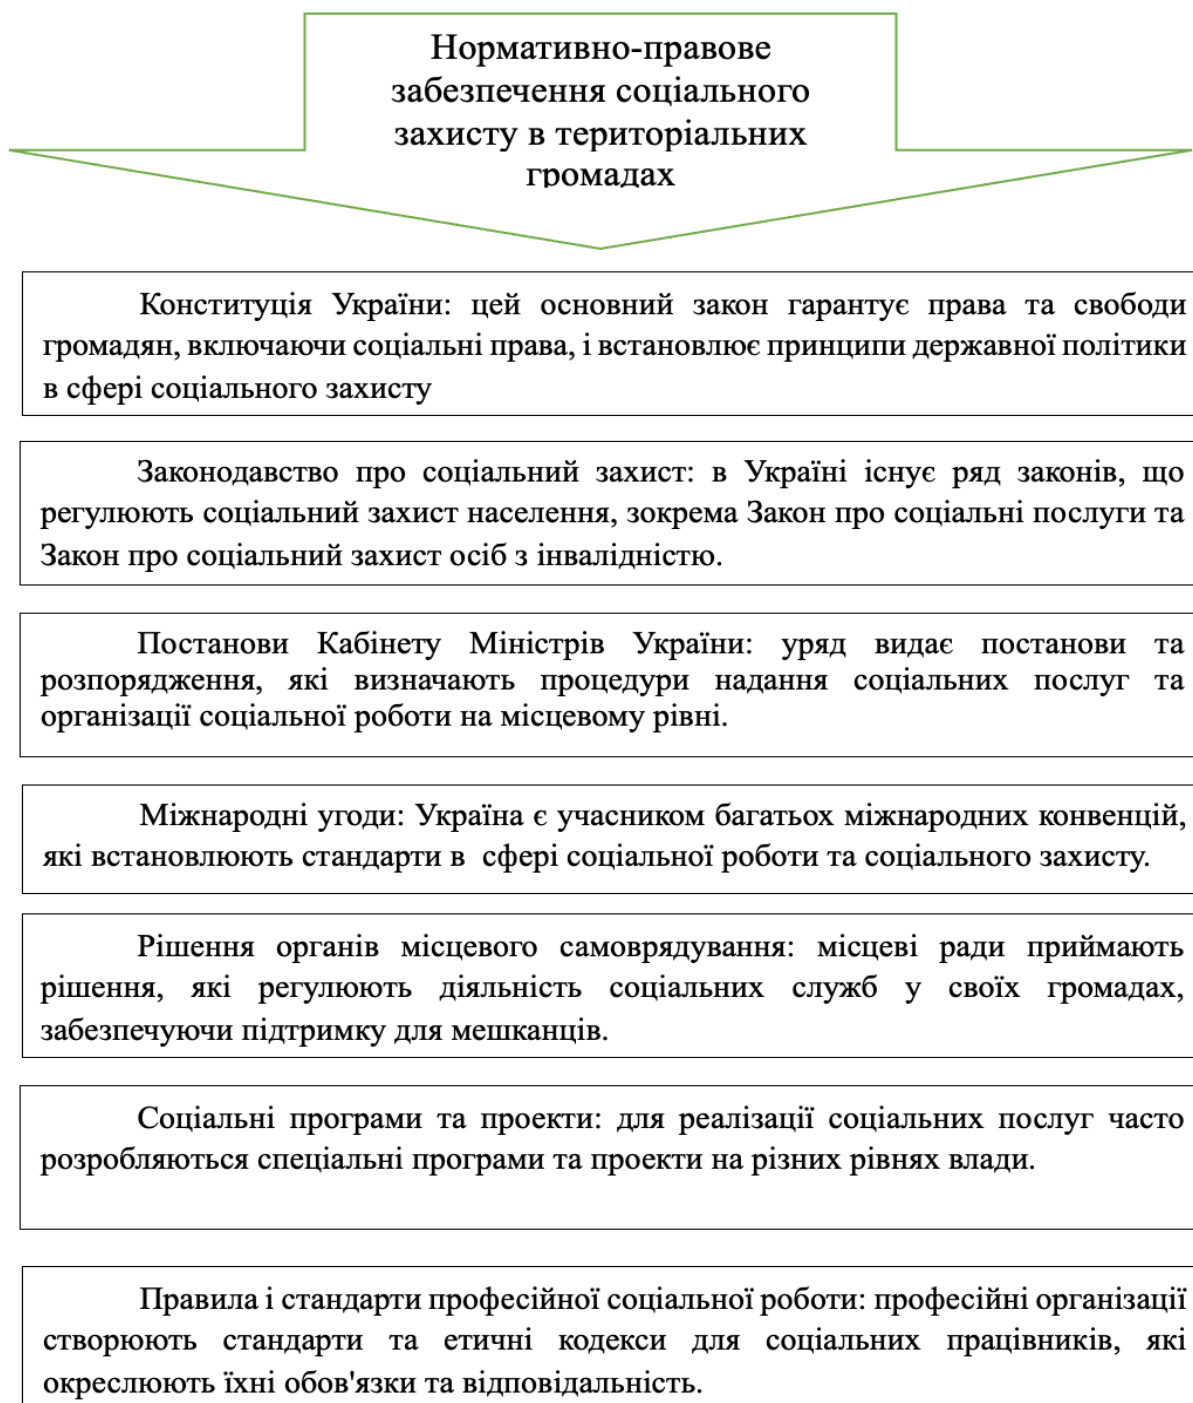 Нормативно-правове
забезпечення соціального
захисту в територіальних
громадах
Конституція України: цей основний закон гарантує права та свободи
громадян, включаючи соціальні права, і встановлює принципи державної політики
в сфері соціального захисту
Законодавство про соціальний захист: в Україні існує ряд законів, що
регулюють соціальний захист населення, зокрема Закон про соціальні послуги та
Закон про соціальний захист осіб з інвалідністю.
Постанови Кабінету Міністрів України: уряд видає постанови та
розпорядження, які визначають процедури надання соціальних послуг та
організації соціальної роботи на місцевому рівні.
Міжнародні угоди: Україна є учасником багатьох міжнародних конвенцій,
які встановлюють стандарти в  сфері соціальної роботи та соціального захисту.
Рішення органів місцевого самоврядування: місцеві ради приймають
рішення, які регулюють діяльність соціальних служб у своїх громадах,
забезпечуючи підтримку для мешканців.
Соціальні програми та проекти: для реалізації соціальних послуг часто
розробляються спеціальні програми та проекти на різних рівнях влади.
Правила і стандарти професійної соціальної роботи: професійні організації
створюють стандарти та етичні кодекси для соціальних працівників, які
окреслюють їхні обов'язки та відповідальність.